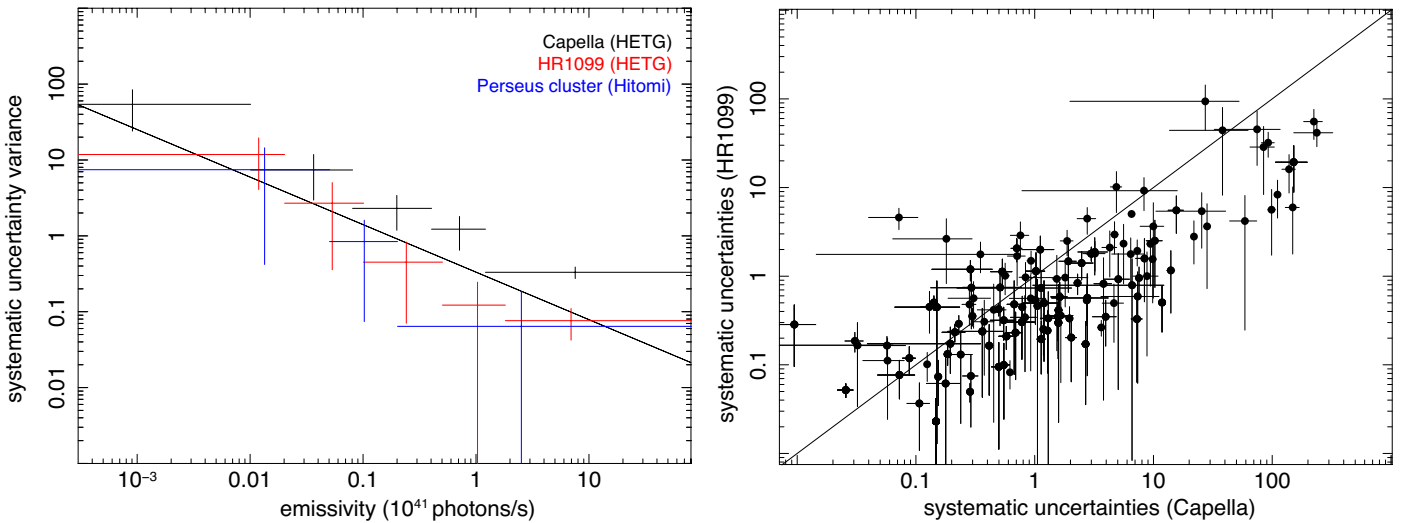 Capella (HETG)
HR1099 (HETG)
Perseus cluster (Hitomi)
systematic uncertainty variance
100
10
1
0.1
0.01
10⁻³ 0.01 0.1 1 10
emissivity (10⁴¹ photons/s)
systematic uncertainties (HR1099)
100
10
1
0.1
0.1 1 10 100
systematic uncertainties (Capella)